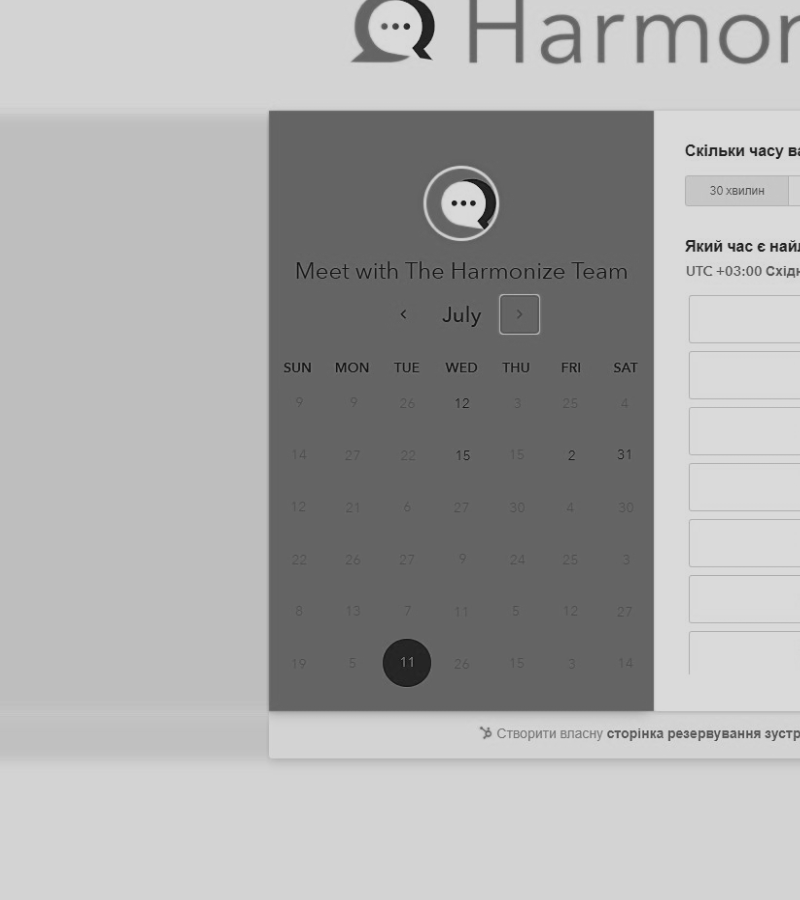 Harmon
Meet with The Harmonize Team
July
SUN MON TUE WED THU FRI SAT
9 9 26 12 3 25 4
14 27 22 15 15 2 31
12 21 6 27 30 4 30
22 26 27 9 24 25 3
8 13 7 11 5 12 27
19 5 11 26 15 3 14
Скільки часу ва
30 хвилин
Який час є най
UTC +03:00 Східн
Створити власну сторінка резервування зустр